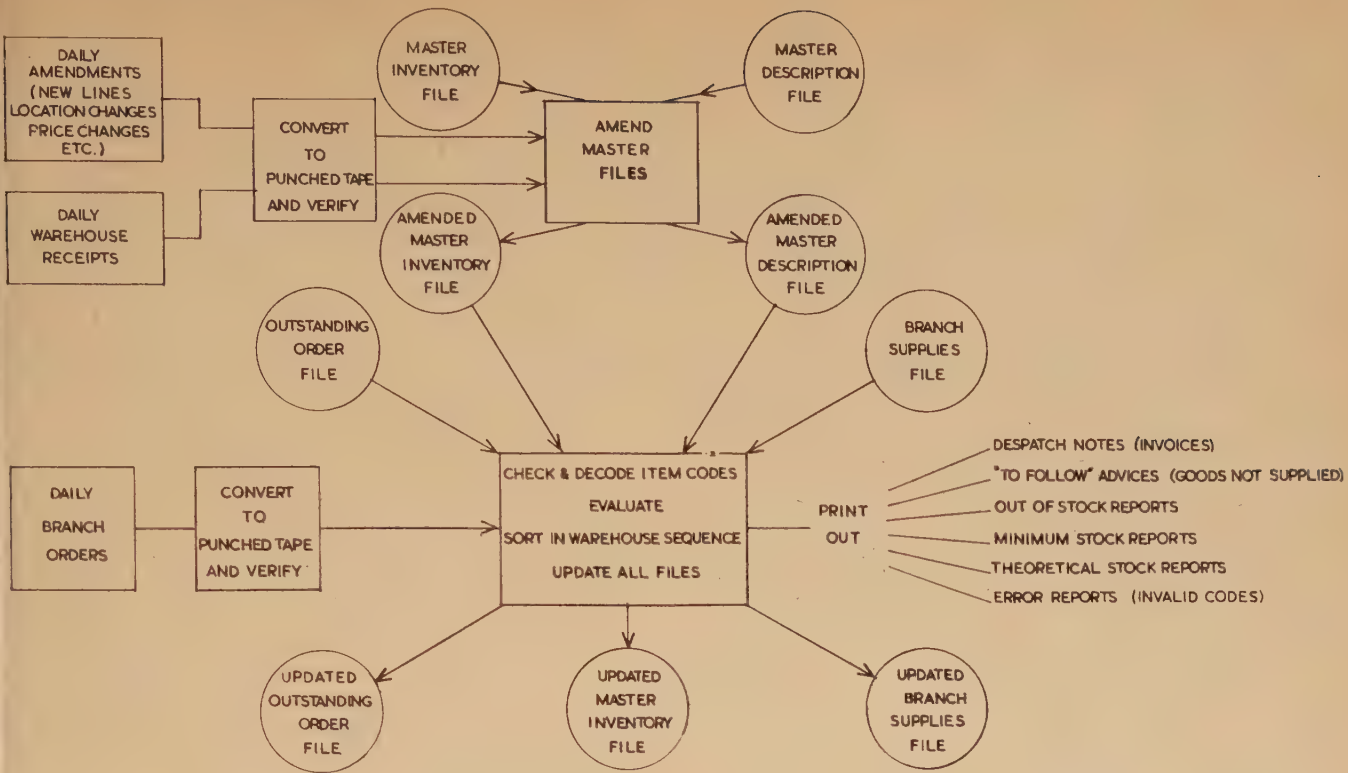 DAILY
AMENDMENTS
(NEW LINES
LOCATION CHANGES
PRICE CHANGES
ETC.)
DAILY
WAREHOUSE
RECEIPTS
CONVERT
TO
PUNCHED TAPE
AND VERIFY
MASTER
INVENTORY
FILE
MASTER
DESCRIPTION
FILE
AMEND
MASTER
FILES
AMENDED
MASTER
INVENTORY
FILE
AMENDED
MASTER
DESCRIPTION
FILE
OUTSTANDING
ORDER
FILE
BRANCH
SUPPLIES
FILE
DAILY
BRANCH
ORDERS
CONVERT
TO
PUNCHED TAPE
AND VERIFY
CHECK & DECODE ITEM CODES
EVALUATE
SORT IN WAREHOUSE SEQUENCE
UPDATE ALL FILES
PRINT
OUT
DESPATCH NOTES (INVOICES)
"TO FOLLOW" ADVICES (GOODS NOT SUPPLIED)
OUT OF STOCK REPORTS
MINIMUM STOCK REPORTS
THEORETICAL STOCK REPORTS
ERROR REPORTS (INVALID CODES)
UPDATED
OUTSTANDING
ORDER
FILE
UPDATED
MASTER
INVENTORY
FILE
UPDATED
BRANCH
SUPPLIES
FILE